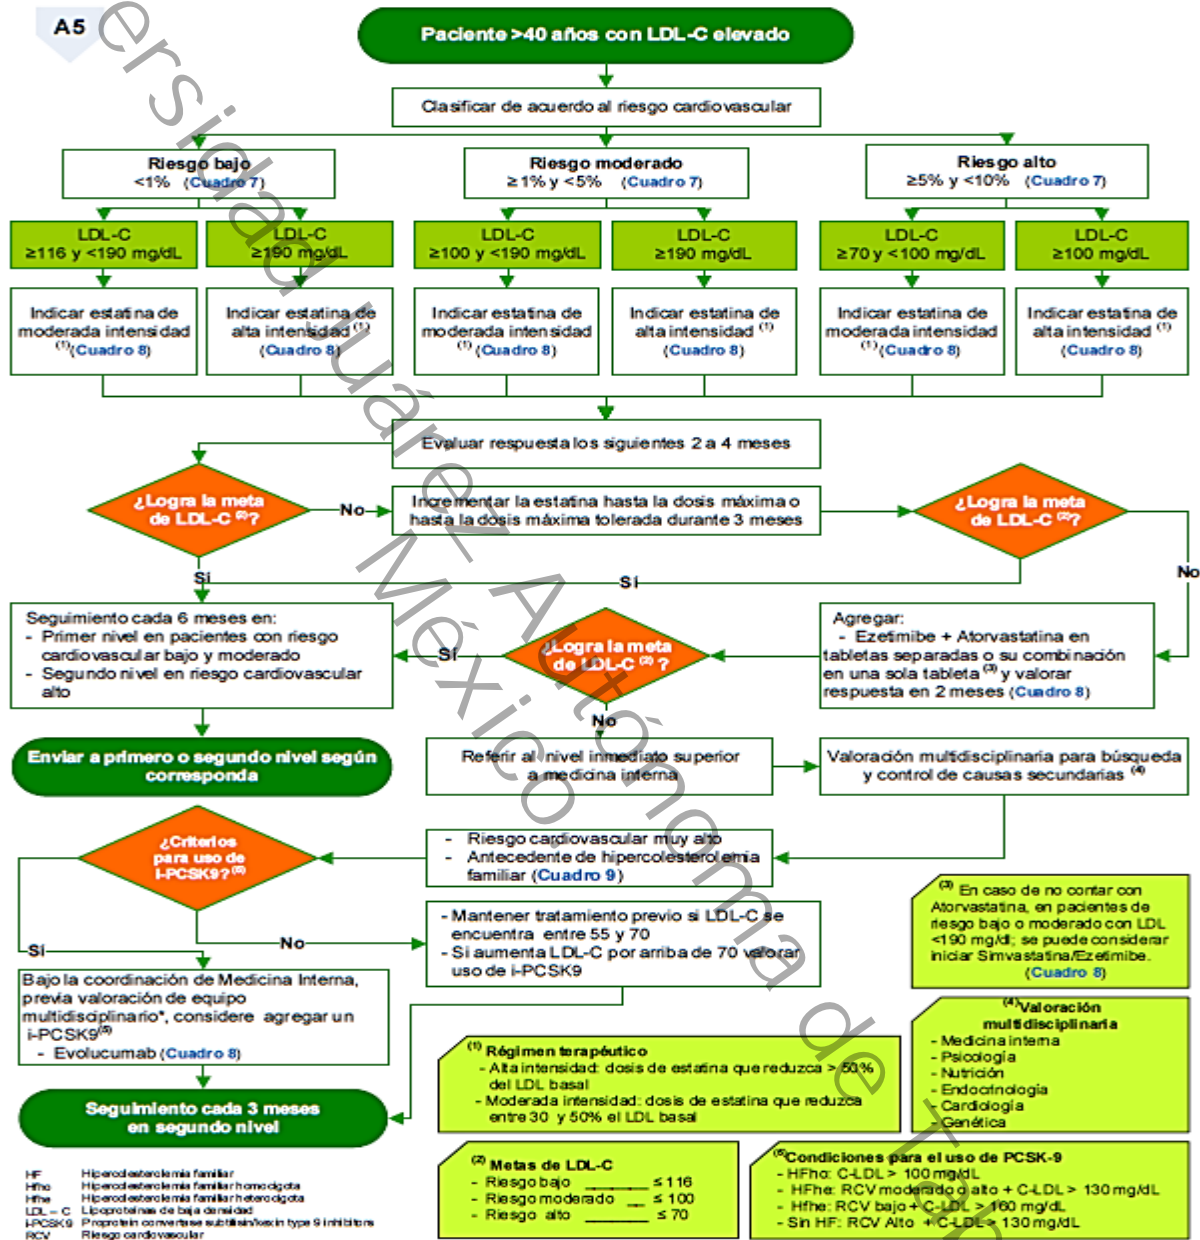 A5
Paciente >40 años con LDL-C elevado
Clasificar de acuerdo al riesgo cardiovascular
Riesgo bajo
<1% (Cuadro 7)
Riesgo moderado
≥1% y <5% (Cuadro 7)
Riesgo alto
≥5% y <10% (Cuadro 7)
LDL-C
≥116 y <190 mg/dL
LDL-C
≥190 mg/dL
LDL-C
≥100 y <190 mg/dL
LDL-C
≥190 mg/dL
LDL-C
≥70 y <100 mg/dL
LDL-C
≥100 mg/dL
Indicar estatina de
moderada intensidad
(1)(Cuadro 8)
Indicar estatina de
alta intensidad (1)
(Cuadro 8)
Indicar estatina de
moderada intensidad
(1) (Cuadro 8)
Indicar estatina de
alta intensidad (1)
(Cuadro 8)
Indicar estatina de
moderada intensidad
(1) (Cuadro 8)
Indicar estatina de
alta intensidad (1)
(Cuadro 8)
Evaluar respuesta los siguientes 2 a 4 meses
¿Logra la meta
de LDL-C (2)?
No
Incrementar la estatina hasta la dosis máxima o
hasta la dosis máxima tolerada durante 3 meses
¿Logra la meta
de LDL-C (2)?
No
Sí
Sí
Seguimiento cada 6 meses en:
- Primer nivel en pacientes con riesgo
cardiovascular bajo y moderado
- Segundo nivel en riesgo cardiovascular
alto
Sí
¿Logra la meta
de LDL-C (2) ?
Agregar:
- Ezetimibe + Atorvastatina en
tabletas separadas o su combinación
en una sola tableta (3) y valorar
respuesta en 2 meses (Cuadro 8)
No
Enviar a primero o segundo nivel según
corresponda
Referir al nivel inmediato superior
a medicina interna
Valoración multidisciplinaria para búsqueda
y control de causas secundarias (4)
¿Criterios
para uso de
i-PCSK9?(5)
- Riesgo cardiovascular muy alto
- Antecedente de hipercolesterolemia
familiar (Cuadro 9)
No
- Mantener tratamiento previo si LDL-C se
encuentra entre 55 y 70
- Si aumenta LDL-C por arriba de 70 valorar
uso de i-PCSK9
(3) En caso de no contar con
Atorvastatina, en pacientes de
riesgo bajo o moderado con LDL
<190 mg/dl; se puede considerar
iniciar Simvastatina/Ezetimibe.
(Cuadro 8)
Sí
Bajo la coordinación de Medicina Interna,
previa valoración de equipo
multidisciplinario*, considere agregar un
i-PCSK9(5)
- Evolucumab (Cuadro 8)
(4)Valoración
multidisciplinaria
- Medicina interna
- Psicología
- Nutrición
- Endocrinología
- Cardiología
- Genética
(1) Régimen terapéutico
- Alta intensidad: dosis de estatina que reduzca > 50%
del LDL basal
- Moderada intensidad: dosis de estatina que reduzca
entre 30 y 50% el LDL basal
Seguimiento cada 3 meses
en segundo nivel
(2) Metas de LDL-C
- Riesgo bajo _______ ≤ 116
- Riesgo moderado __ ≤ 100
- Riesgo alto ______ ≤ 70
(5)Condiciones para el uso de PCSK-9
- HFho: C-LDL > 100 mg/dL
- HFhe: RCV moderado o alto + C-LDL > 130 mg/dL
- Hfhe: RCV bajo + C-LDL > 160 mg/dL
- Sin HF: RCV Alto + C-LDL > 130 mg/dL
HF Hipercolesterolemia familiar
Hfho Hipercolesterolemia familiar homocigota
Hfhe Hipercolesterolemia familiar heterocigota
LDL – C Lipoproteínas de baja densidad
i-PCSK9 Proprotein convertase subtilisin/kexin type 9 inhibitors
RCV Riesgo cardiovascular
ersidad Juárez Autónoma de Tab
México